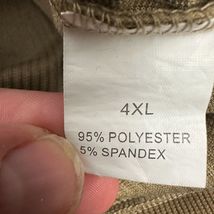 4XL
95% POLYESTER
5% SPANDEX